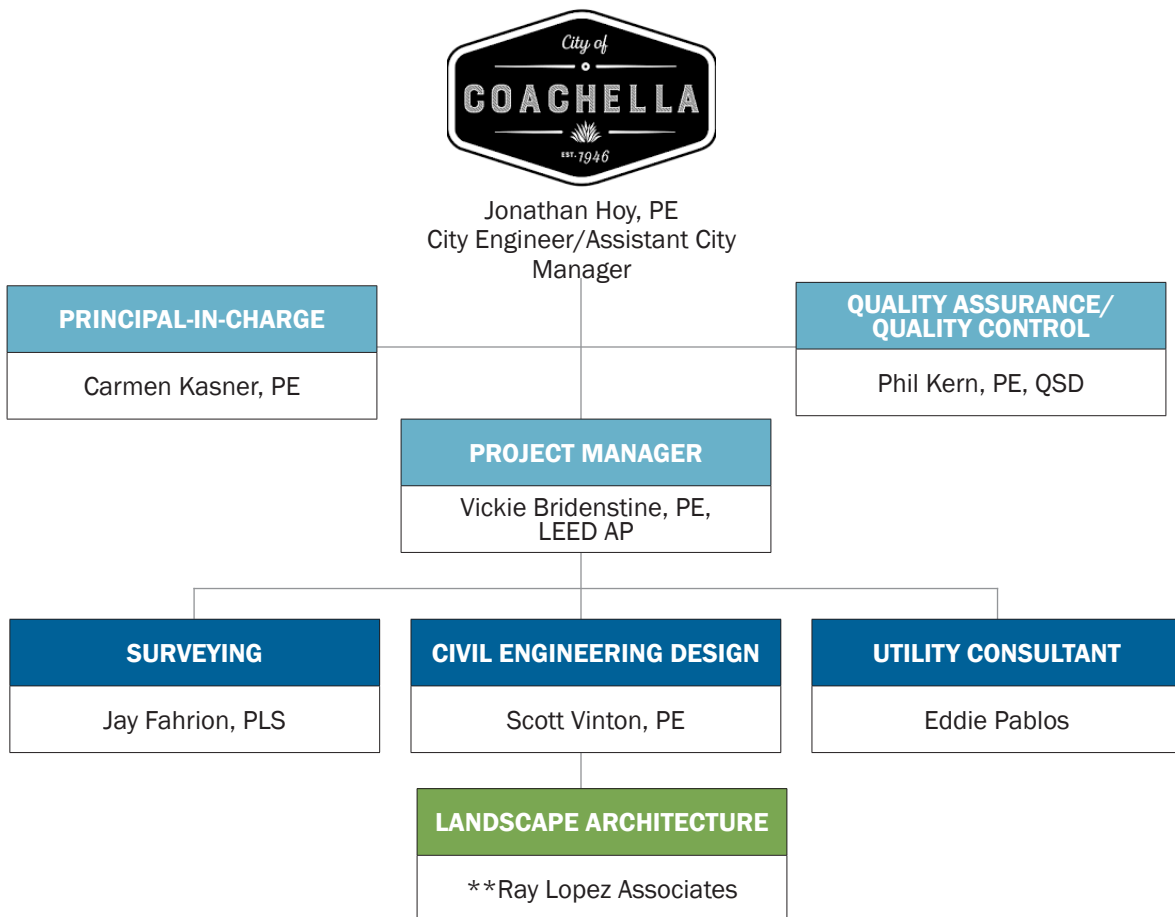 City of
COACHELLA
EST. 1946
Jonathan Hoy, PE
City Engineer/Assistant City
Manager
PRINCIPAL-IN-CHARGE
Carmen Kasner, PE
QUALITY ASSURANCE/
QUALITY CONTROL
Phil Kern, PE, QSD
PROJECT MANAGER
Vickie Bridenstine, PE,
LEED AP
SURVEYING
Jay Fahrion, PLS
CIVIL ENGINEERING DESIGN
Scott Vinton, PE
UTILITY CONSULTANT
Eddie Pablos
LANDSCAPE ARCHITECTURE
**Ray Lopez Associates